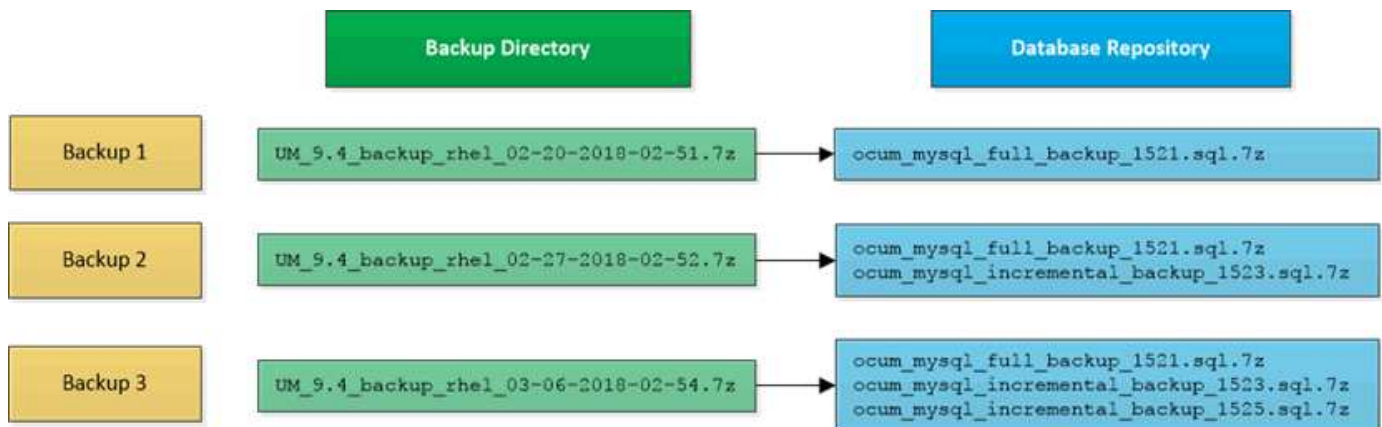 Backup Directory
Database Repository
Backup 1
UM_9.4_backup_rhel_02-20-2018-02-51.7z
ocum_mysql_full_backup_1521.sql.7z
Backup 2
UM_9.4_backup_rhel_02-27-2018-02-52.7z
ocum_mysql_full_backup_1521.sql.7z
ocum_mysql_incremental_backup_1523.sql.7z
Backup 3
UM_9.4_backup_rhel_03-06-2018-02-54.7z
ocum_mysql_full_backup_1521.sql.7z
ocum_mysql_incremental_backup_1523.sql.7z
ocum_mysql_incremental_backup_1525.sql.7z